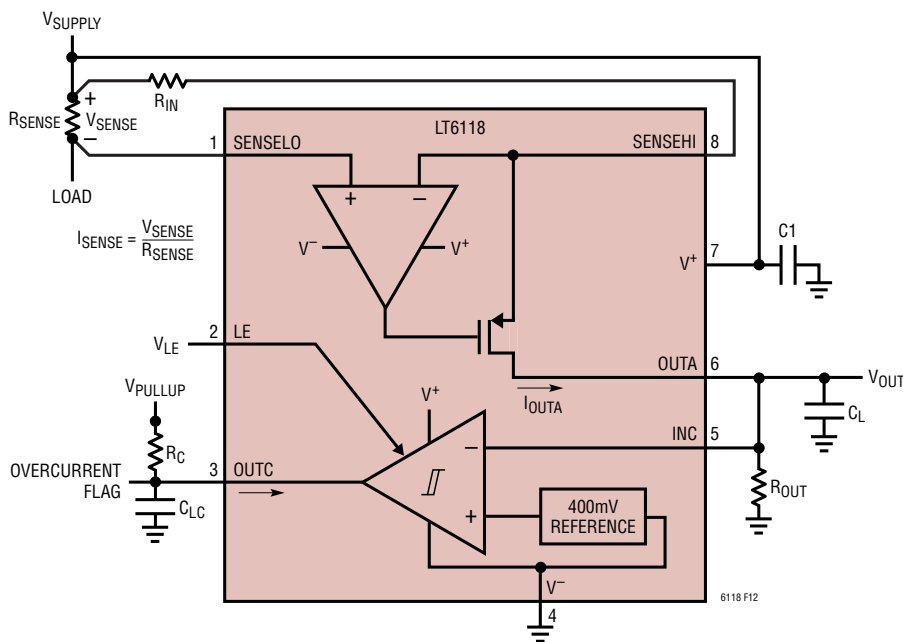 VSUPPLY
RIN
+
RSENSE
VSENSE
−
LOAD
ISENSE = VSENSE / RSENSE
LT6118
1 SENSELO
SENSEHI 8
+ −
V− V+
V+ 7
C1
2 LE
VLE
OUTA 6
VOUT
IOUTA
CL
VPULLUP
V+
RC
INC 5
−
OVERCURRENT
FLAG
3 OUTC
CLC
ROUT
+
400mV
REFERENCE
V−
4
6118 F12